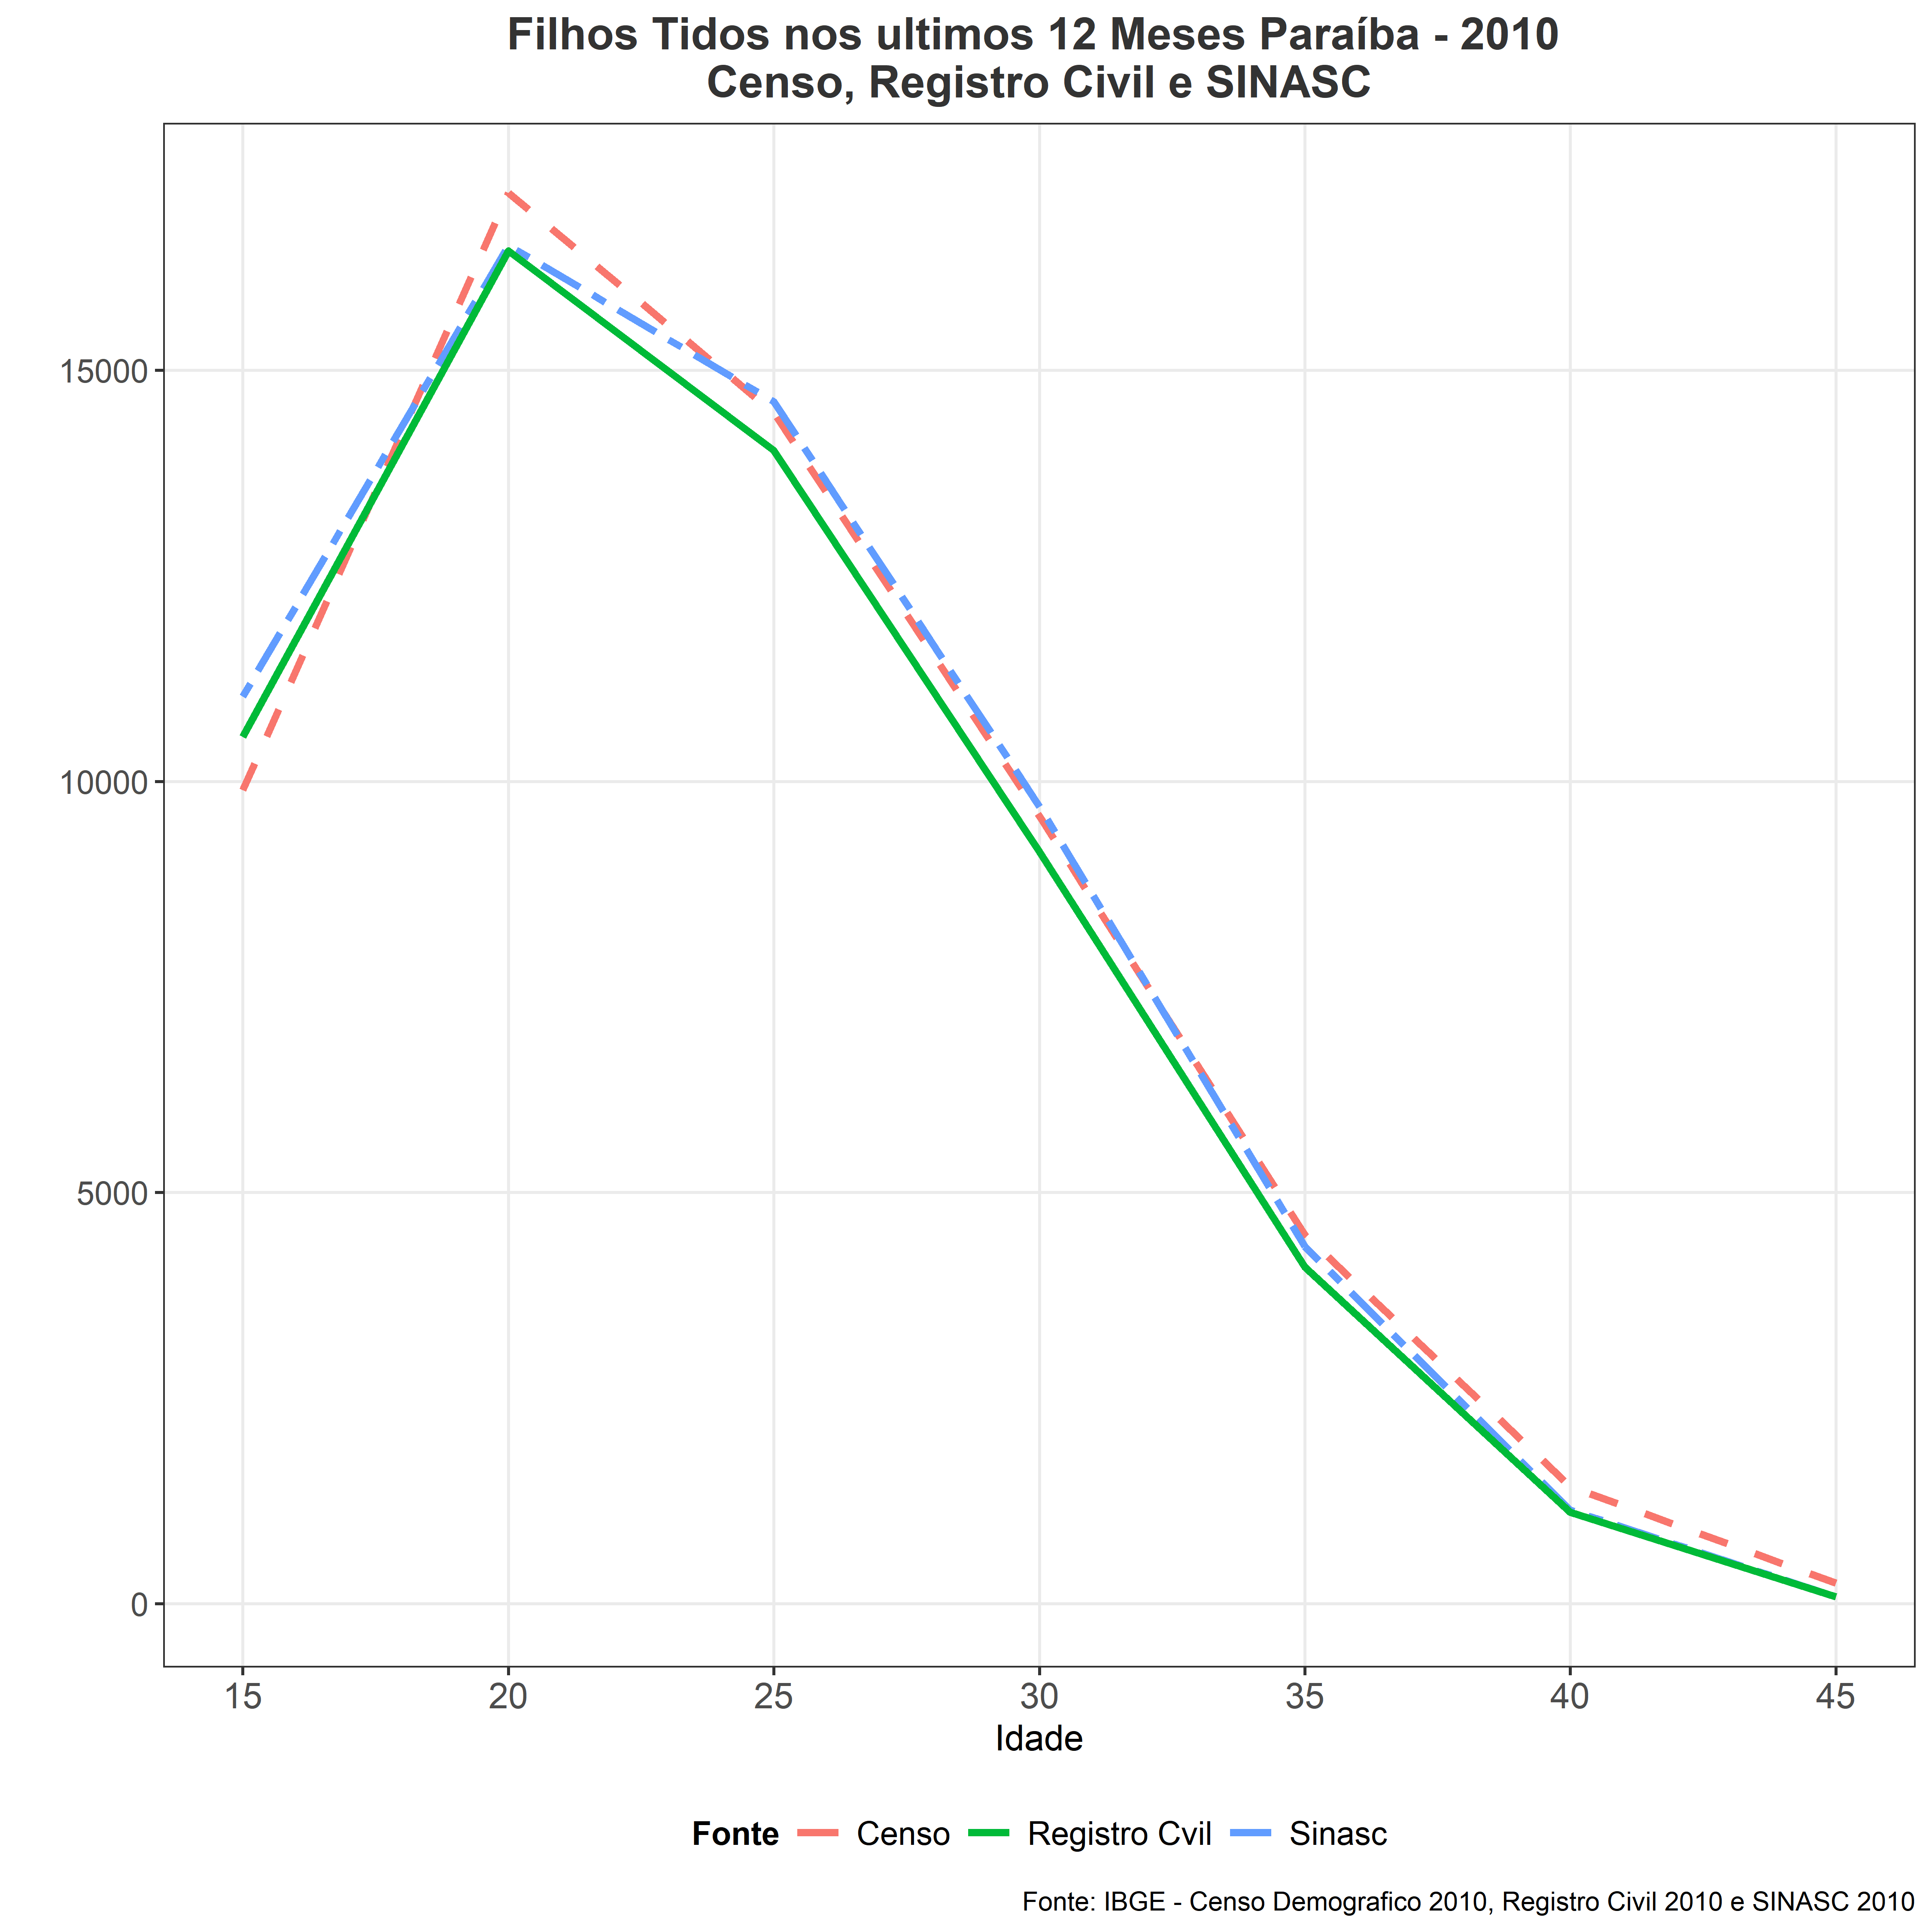 Filhos Tidos nos ultimos 12 Meses Paraíba - 2010
Censo, Registro Civil e SINASC
15000
10000
5000
0
15 20 25 30 35 40 45
Idade
Fonte Censo Registro Cvil Sinasc
Fonte: IBGE - Censo Demografico 2010, Registro Civil 2010 e SINASC 2010